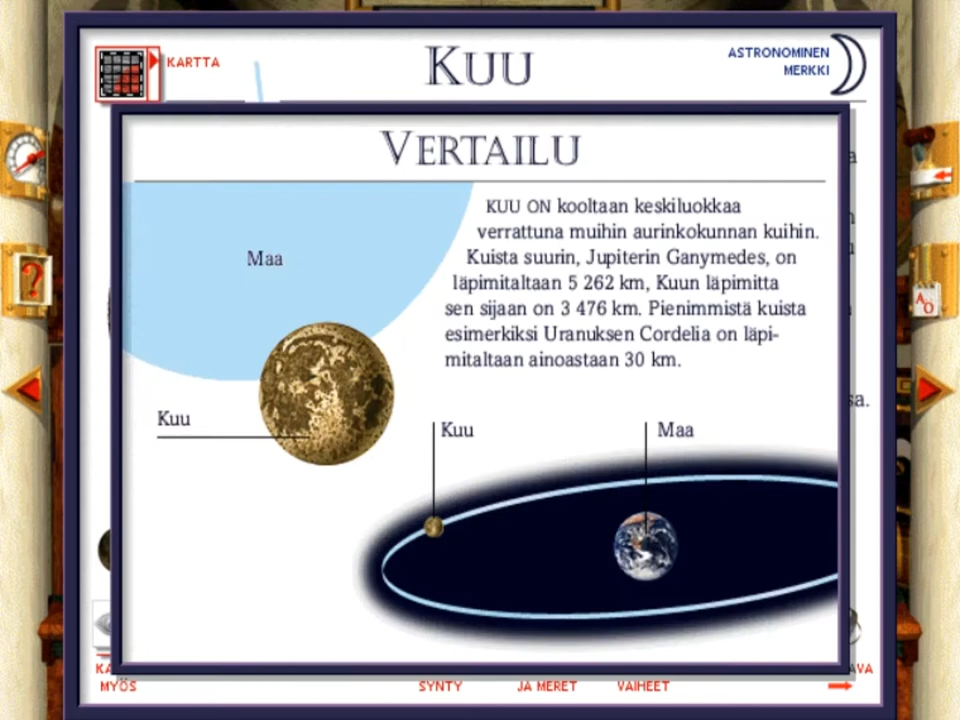 KARTTA
KUU
ASTRONOMINEN
MERKKI
VERTAILU
KUU ON kooltaan keskiluokkaa
verrattuna muihin aurinkokunnan kuihin.
Kuista suurin, Jupiterin Ganymedes, on
läpimitaltaan 5 262 km, Kuun läpimitta
sen sijaan on 3 476 km. Pienimmistä kuista
esimerkiksi Uranuksen Cordelia on läpi-
mitaltaan ainoastaan 30 km.
Maa
Kuu
Kuu
Maa
?
A
Ö
sa.
MYÖS
SYNTY
JA MERET
VAIHEET